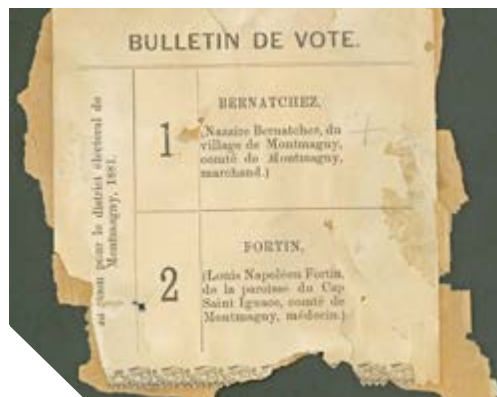 BULLETIN DE VOTE.
pour le district électoral de
Montmagny, 1881.
1
BERNATCHEZ,
(Nazaire Bernatchez, du
village de Montmagny,
comté de Montmagny,
marchand.)
2
FORTIN,
(Louis Napoléon Fortin,
de la paroisse du Cap
Saint Ignace, comté de
Montmagny, médecin.)